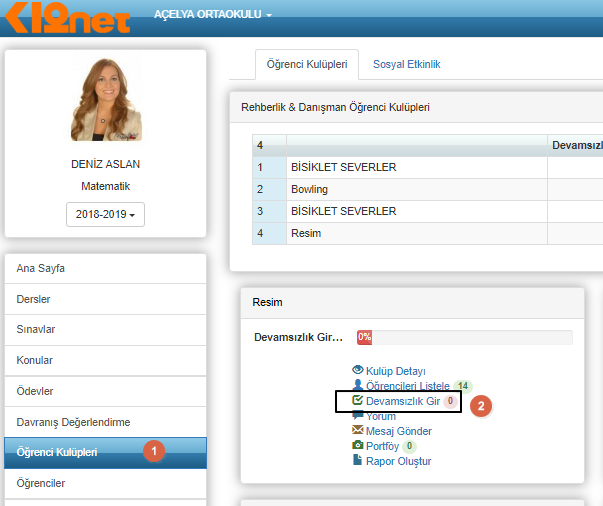 K12net
AÇELYA ORTAOKULU
DENİZ ASLAN
Matematik
2018-2019
Ana Sayfa
Dersler
Sınavlar
Konular
Ödevler
Davranış Değerlendirme
Öğrenci Kulüpleri 1
Öğrenciler
Öğrenci Kulüpleri Sosyal Etkinlik
Rehberlik & Danışman Öğrenci Kulüpleri
4 Devamsızl
1 BİSİKLET SEVERLER
2 Bowling
3 BİSİKLET SEVERLER
4 Resim
Resim
Devamsızlık Gir... 0%
Kulüp Detayı
Öğrencileri Listele 14
Devamsızlık Gir 0 2
Yorum
Mesaj Gönder
Portföy 0
Rapor Oluştur